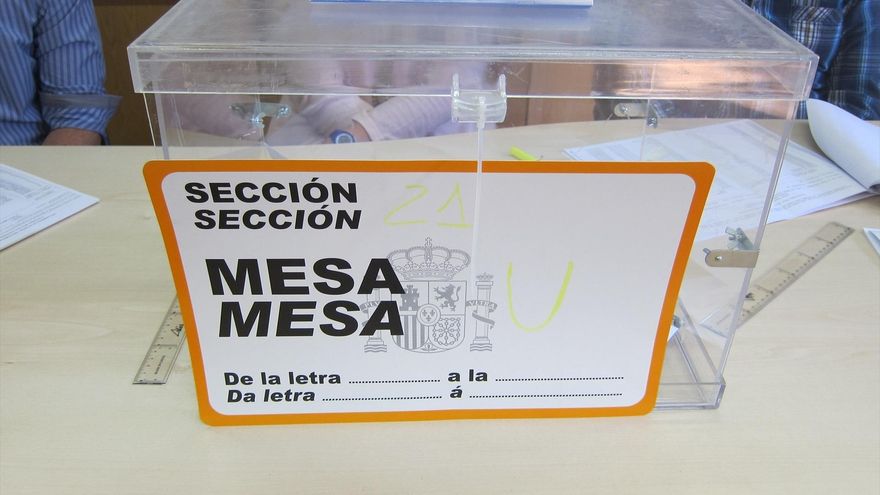 SECCIÓN 21
SECCIÓN
MESA U
MESA
De la letra ........................ a la ..................................
Da letra ............................... á ........................................